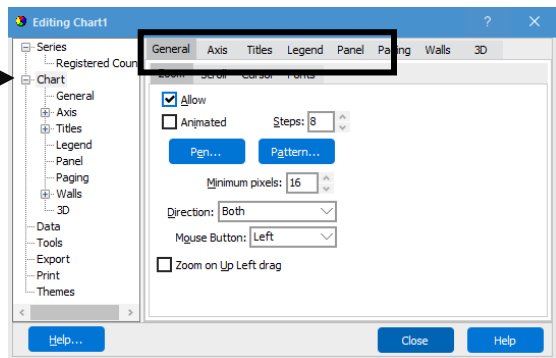 Editing Chart1
?
Series
Registered Coun
Chart
General
Axis
Titles
Legend
Panel
Paging
Walls
3D
Data
Tools
Export
Print
Themes
General Axis Titles Legend Panel Paging Walls 3D
Zoom Scroll Cursor Fonts
Allow
Animated Steps: 8
Pen... Pattern...
Minimum pixels: 16
Direction: Both
Mouse Button: Left
Zoom on Up Left drag
Help... Close Help